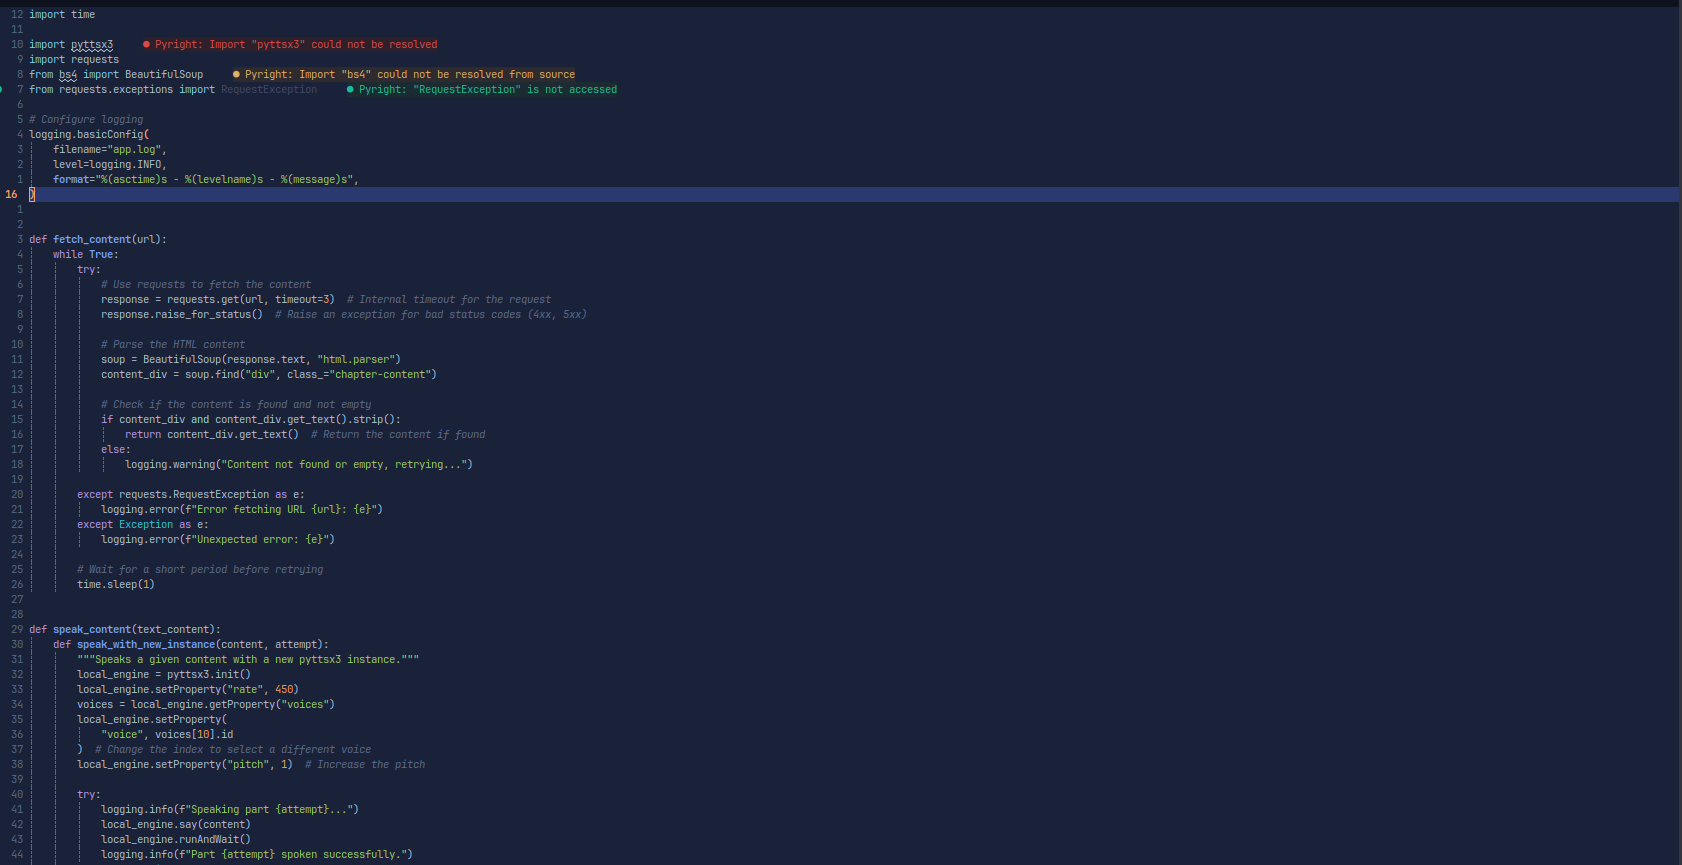 12 import time
11
10 import pyttsx3 ● Pyright: Import "pyttsx3" could not be resolved
9 import requests
8 from bs4 import BeautifulSoup ● Pyright: Import "bs4" could not be resolved from source
7 from requests.exceptions import RequestException ● Pyright: "RequestException" is not accessed
6
5 # Configure logging
4 logging.basicConfig(
3     filename="app.log",
2     level=logging.INFO,
1     format="%(asctime)s - %(levelname)s - %(message)s",
16 )
1
2
3 def fetch_content(url):
4     while True:
5         try:
6             # Use requests to fetch the content
7             response = requests.get(url, timeout=3)  # Internal timeout for the request
8             response.raise_for_status()  # Raise an exception for bad status codes (4xx, 5xx)
9
10             # Parse the HTML content
11             soup = BeautifulSoup(response.text, "html.parser")
12             content_div = soup.find("div", class_="chapter-content")
13
14             # Check if the content is found and not empty
15             if content_div and content_div.get_text().strip():
16                 return content_div.get_text()  # Return the content if found
17             else:
18                 logging.warning("Content not found or empty, retrying...")
19
20         except requests.RequestException as e:
21             logging.error(f"Error fetching URL {url}: {e}")
22         except Exception as e:
23             logging.error(f"Unexpected error: {e}")
24
25         # Wait for a short period before retrying
26         time.sleep(1)
27
28
29 def speak_content(text_content):
30     def speak_with_new_instance(content, attempt):
31         """Speaks a given content with a new pyttsx3 instance."""
32         local_engine = pyttsx3.init()
33         local_engine.setProperty("rate", 450)
34         voices = local_engine.getProperty("voices")
35         local_engine.setProperty(
36             "voice", voices[10].id
37         )  # Change the index to select a different voice
38         local_engine.setProperty("pitch", 1)  # Increase the pitch
39
40         try:
41             logging.info(f"Speaking part {attempt}...")
42             local_engine.say(content)
43             local_engine.runAndWait()
44             logging.info(f"Part {attempt} spoken successfully.")